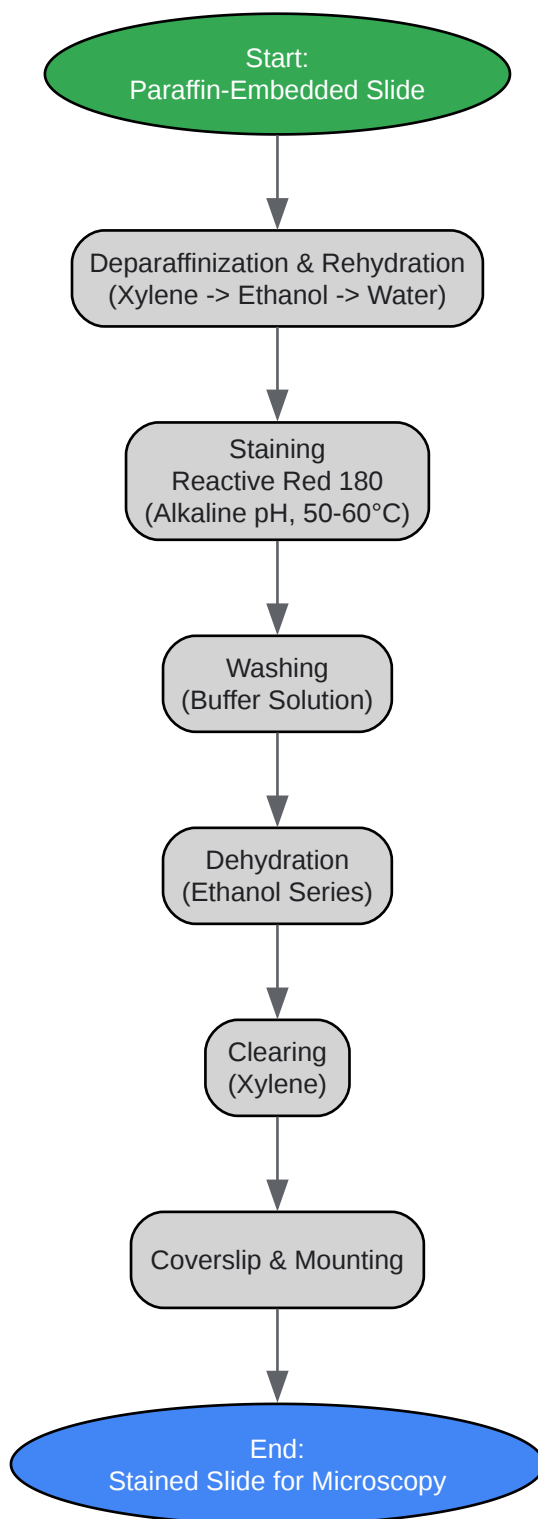 Start:
Paraffin-Embedded Slide
Deparaffinization & Rehydration
(Xylene -> Ethanol -> Water)
Staining
Reactive Red 180
(Alkaline pH, 50-60°C)
Washing
(Buffer Solution)
Dehydration
(Ethanol Series)
Clearing
(Xylene)
Coverslip & Mounting
End:
Stained Slide for Microscopy